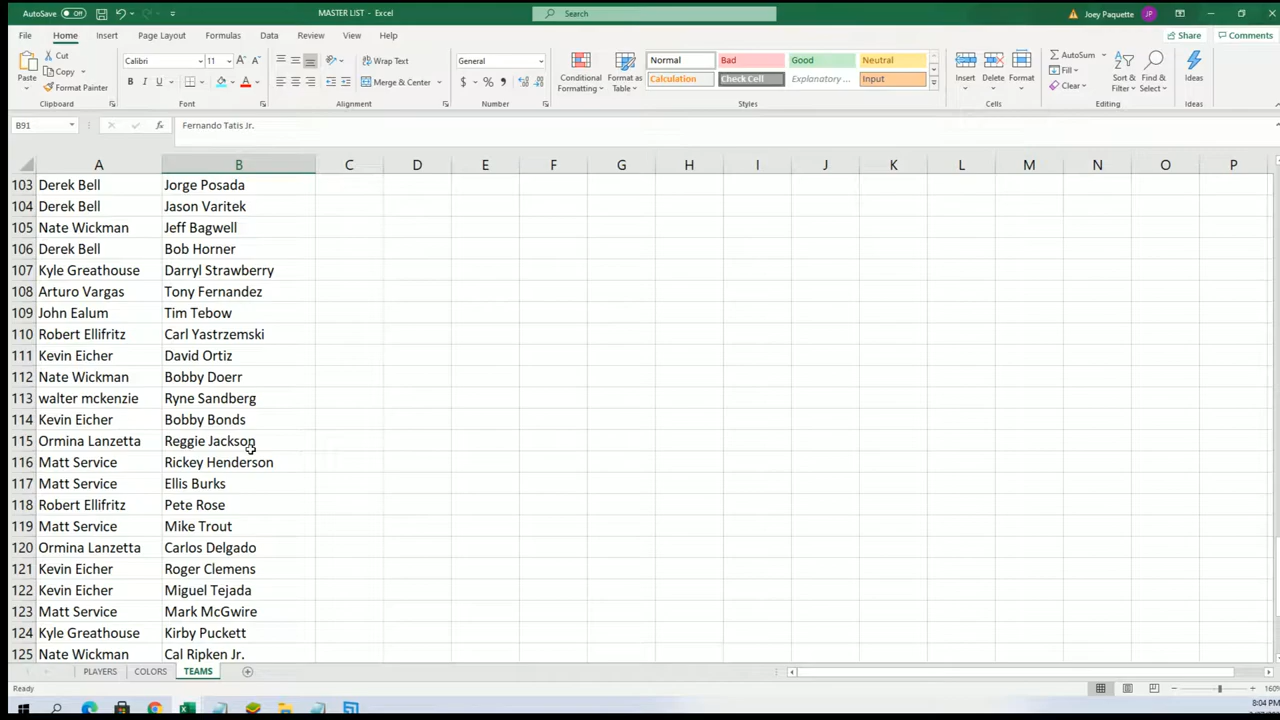 AutoSave Off MASTER LIST - Excel Search Joey Paquette JP
File Home Insert Page Layout Formulas Data Review View Help Share Comments
Paste Cut Copy Format Painter Clipboard
Calibri 11 A A B I U Font
Wrap Text Merge & Center Alignment
General $ % Number
Conditional Formatting Format as Table
Normal Bad Good Neutral
Calculation Check Cell Explanatory ... Input
Styles
Insert Delete Format Cells
AutoSum Fill Clear Sort & Filter Find & Select Editing
Ideas Ideas
B91 fx Fernando Tatis Jr.
A B C D E F G H I J K L M N O P
103 Derek Bell Jorge Posada
104 Derek Bell Jason Varitek
105 Nate Wickman Jeff Bagwell
106 Derek Bell Bob Horner
107 Kyle Greathouse Darryl Strawberry
108 Arturo Vargas Tony Fernandez
109 John Ealum Tim Tebow
110 Robert Ellifritz Carl Yastrzemski
111 Kevin Eicher David Ortiz
112 Nate Wickman Bobby Doerr
113 walter mckenzie Ryne Sandberg
114 Kevin Eicher Bobby Bonds
115 Ormina Lanzetta Reggie Jackson
116 Matt Service Rickey Henderson
117 Matt Service Ellis Burks
118 Robert Ellifritz Pete Rose
119 Matt Service Mike Trout
120 Ormina Lanzetta Carlos Delgado
121 Kevin Eicher Roger Clemens
122 Kevin Eicher Miguel Tejada
123 Matt Service Mark McGwire
124 Kyle Greathouse Kirby Puckett
125 Nate Wickman Cal Ripken Jr.
PLAYERS COLORS TEAMS
Ready 160%
8:04 PM